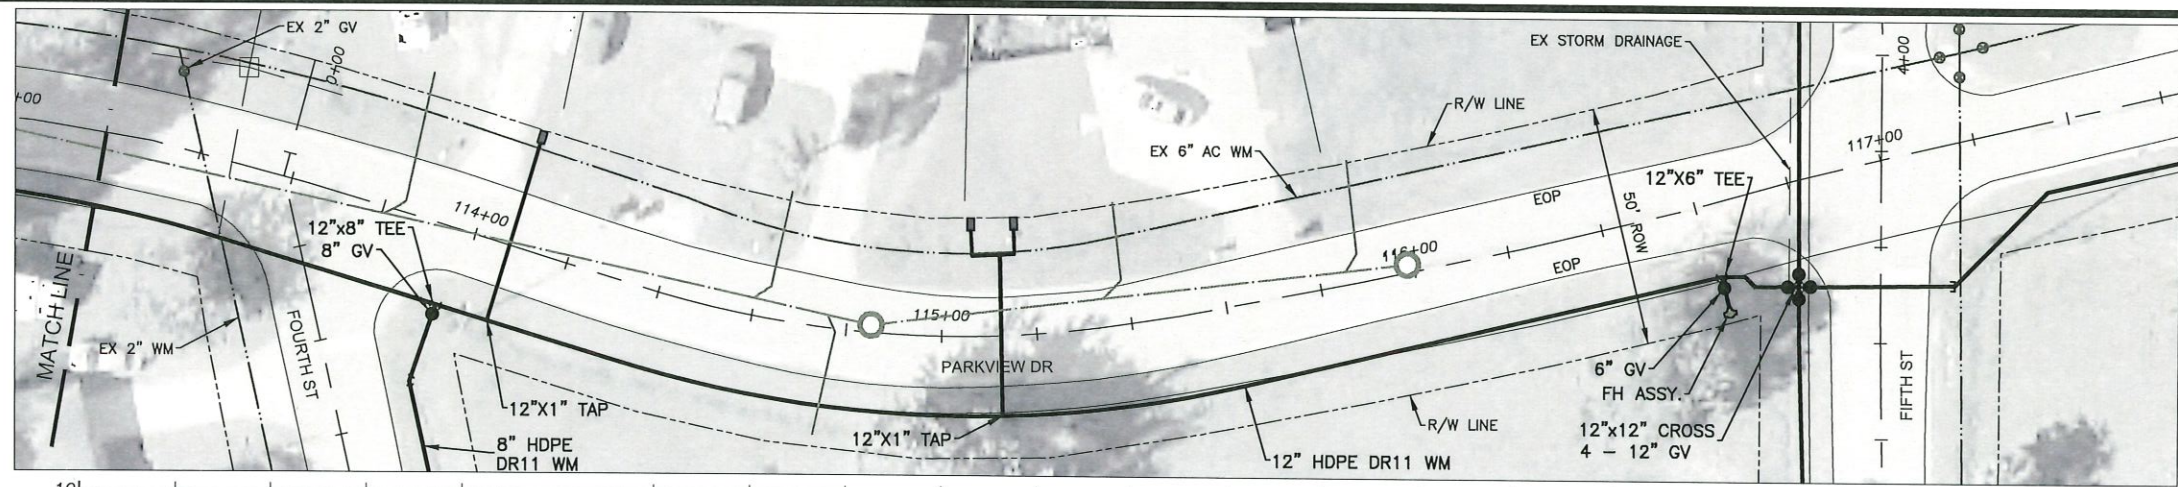 EX 2" GV
0+00
+00
EX STORM DRAINAGE
4+00
R/W LINE
EX 6" AC WM
117+00
12"X6" TEE
EOP
50' ROW
114+00
12"x8" TEE
8" GV
116+00
EOP
115+00
MATCH LINE
EX 2" WM
FOURTH ST
PARKVIEW DR
6" GV
FH ASSY.
FIFTH ST
12"X1" TAP
12"X1" TAP
R/W LINE
12"x12" CROSS
4 - 12" GV
8" HDPE
DR11 WM
12" HDPE DR11 WM